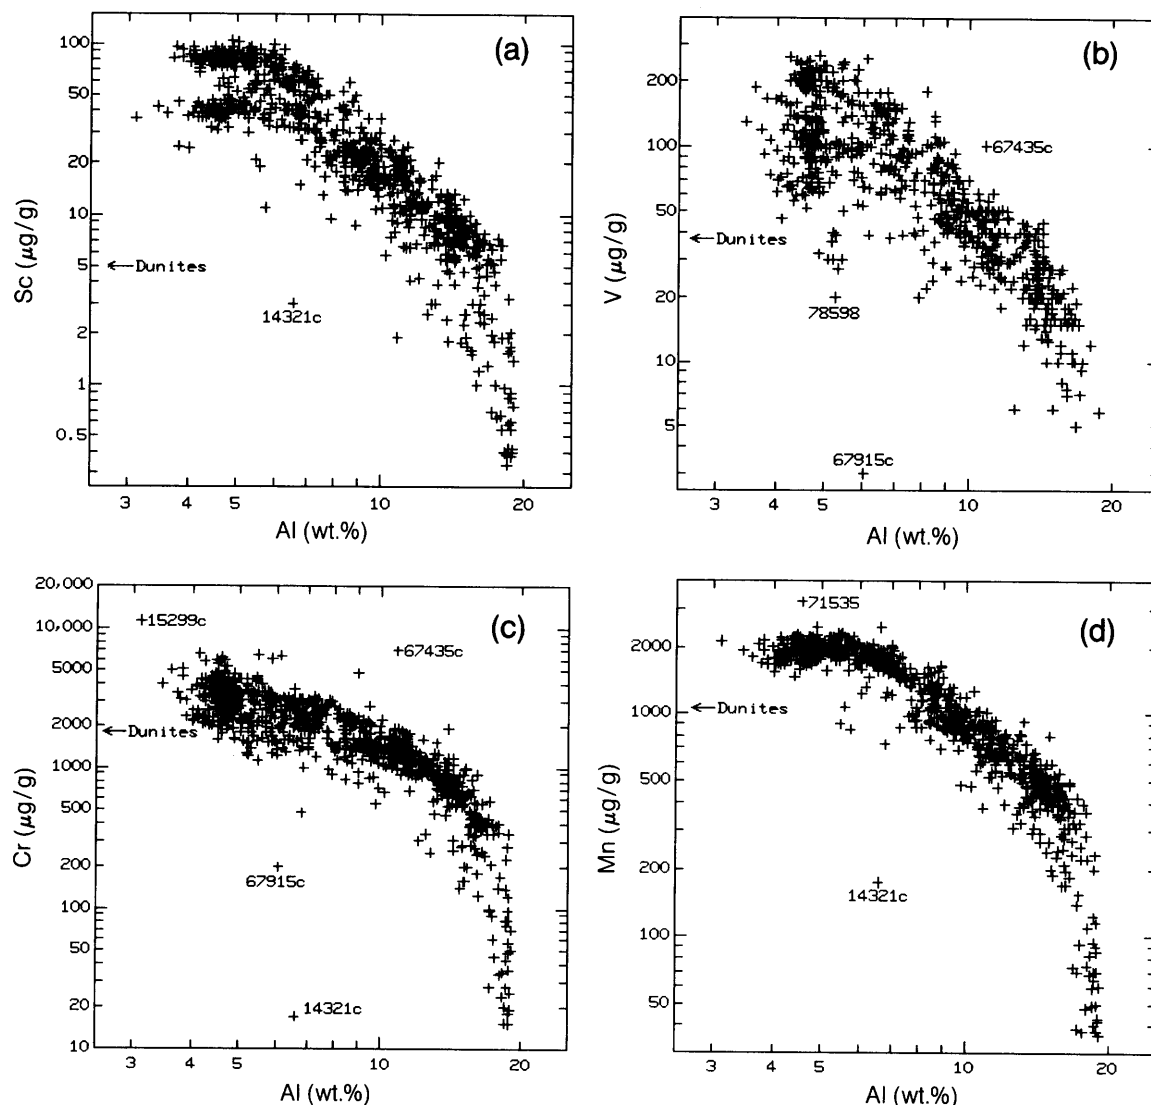 (a)
100
50
20
10
5
2
1
0.5
Sc (μg/g)
←Dunites
14321c
3 4 5 10 20
Al (wt.%)
(b)
200
100
50
20
10
5
V (μg/g)
67435c
←Dunites
78598
67915c
3 4 5 10 20
Al (wt.%)
(c)
20,000
10,000
5000
2000
1000
500
200
100
50
20
10
Cr (μg/g)
15299c
67435c
←Dunites
67915c
14321c
3 4 5 10 20
Al (wt.%)
(d)
2000
1000
500
200
100
50
Mn (μg/g)
71535
←Dunites
14321c
3 4 5 10 20
Al (wt.%)